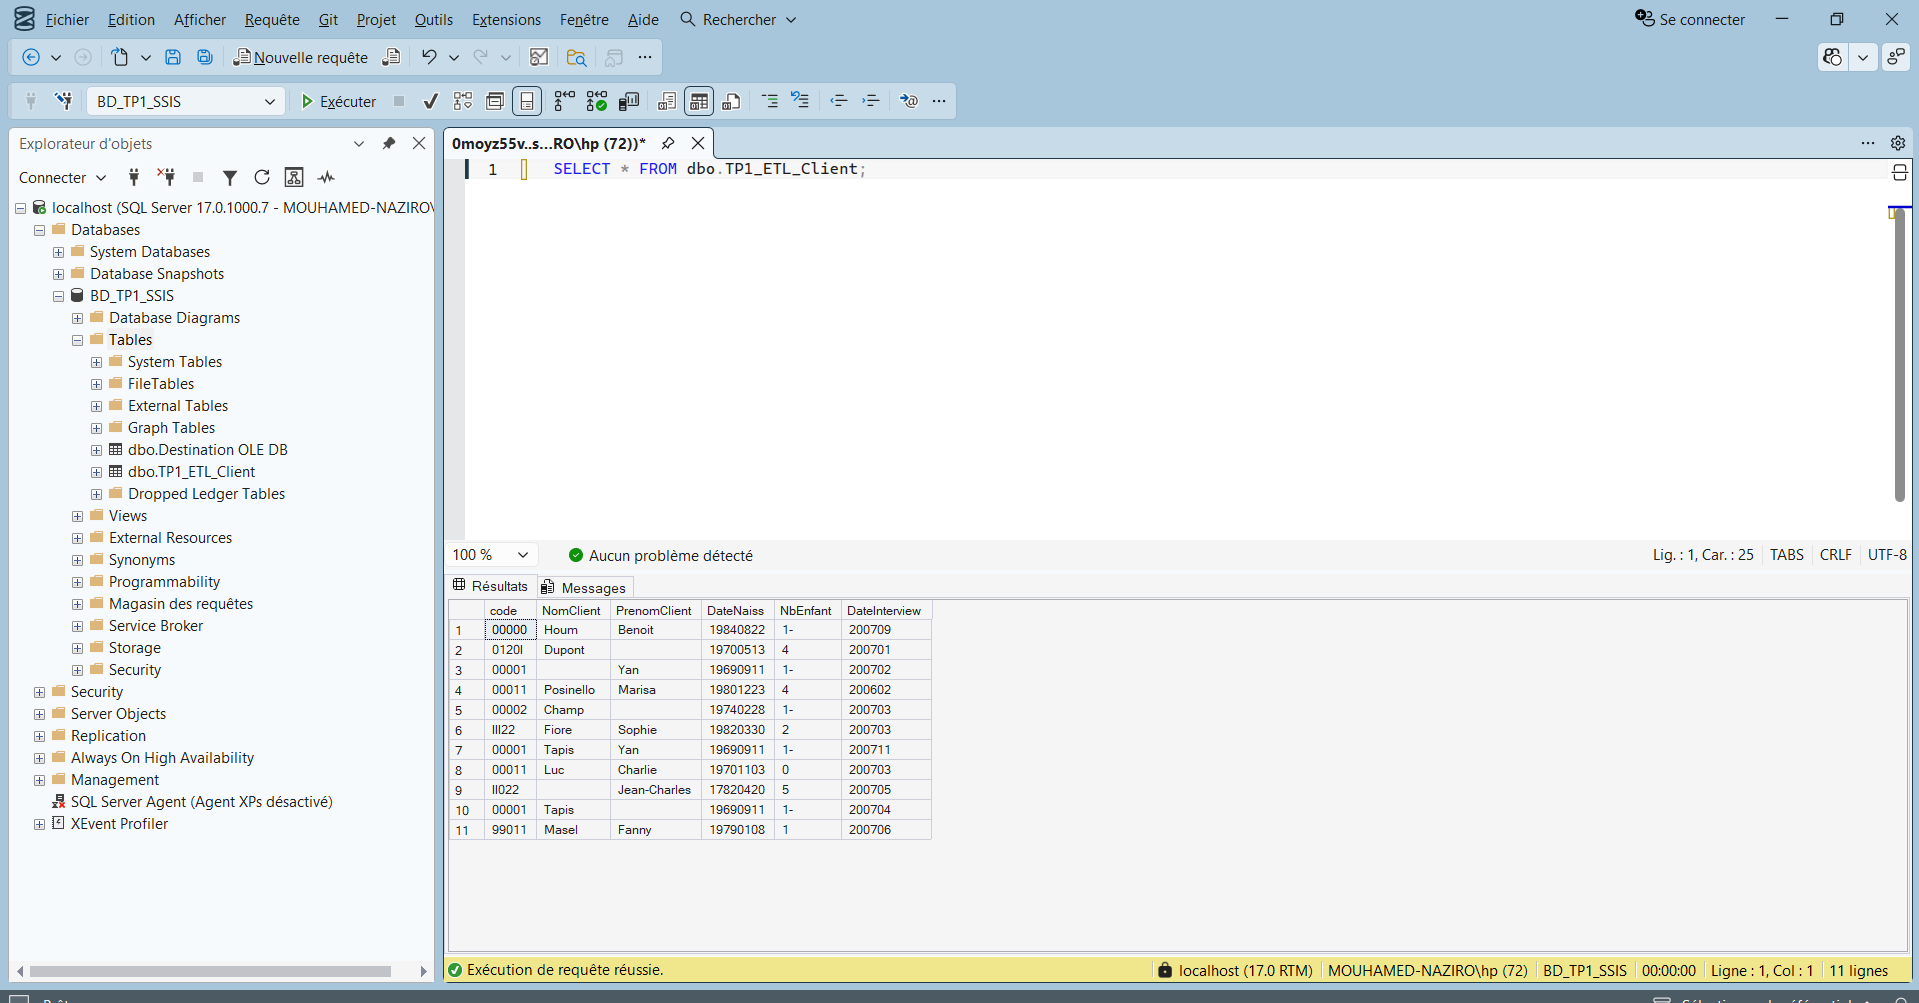 Fichier Edition Afficher Requête Git Projet Outils Extensions Fenêtre Aide Rechercher Se connecter
Nouvelle requête
BD_TP1_SSIS Exécuter
Explorateur d'objets
Connecter
localhost (SQL Server 17.0.1000.7 - MOUHAMED-NAZIRO\
Databases
System Databases
Database Snapshots
BD_TP1_SSIS
Database Diagrams
Tables
System Tables
FileTables
External Tables
Graph Tables
dbo.Destination OLE DB
dbo.TP1_ETL_Client
Dropped Ledger Tables
Views
External Resources
Synonyms
Programmability
Magasin des requêtes
Service Broker
Storage
Security
Security
Server Objects
Replication
Always On High Availability
Management
SQL Server Agent (Agent XPs désactivé)
XEvent Profiler
0moyz55v..s...RO\hp (72))*
1 SELECT * FROM dbo.TP1_ETL_Client;
100 % Aucun problème détecté Lig. : 1, Car. : 25 TABS CRLF UTF-8
Résultats Messages
code NomClient PrenomClient DateNaiss NbEnfant DateInterview
1 00000 Houm Benoit 19840822 1- 200709
2 0120I Dupont 19700513 4 200701
3 00001 Yan 19690911 1- 200702
4 00011 Posinello Marisa 19801223 4 200602
5 00002 Champ 19740228 1- 200703
6 III22 Fiore Sophie 19820330 2 200703
7 00001 Tapis Yan 19690911 1- 200711
8 00011 Luc Charlie 19701103 0 200703
9 II022 Jean-Charles 17820420 5 200705
10 00001 Tapis 19690911 1- 200704
11 99011 Masel Fanny 19790108 1 200706
Exécution de requête réussie. localhost (17.0 RTM) MOUHAMED-NAZIRO\hp (72) BD_TP1_SSIS 00:00:00 Ligne : 1, Col : 1 11 lignes